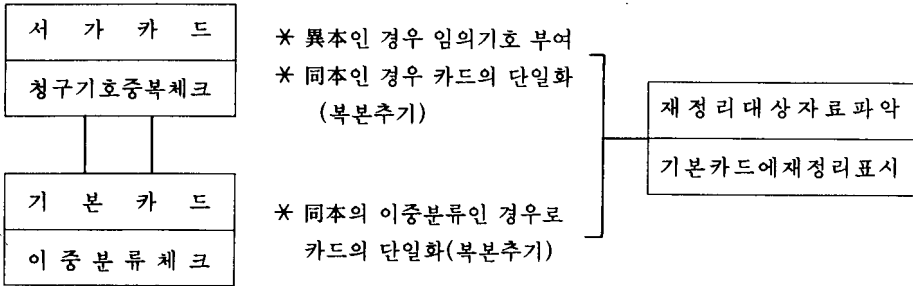 서 가 카 드
청구기호중복체크
* 異本인 경우 임의기호 부여
* 同本인 경우 카드의 단일화
(복본추기)
재정리대상자료파악
기본카드에재정리표시
기 본 카 드
이 중 분 류 체 크
* 同本의 이중분류인 경우로
카드의 단일화(복본추기)